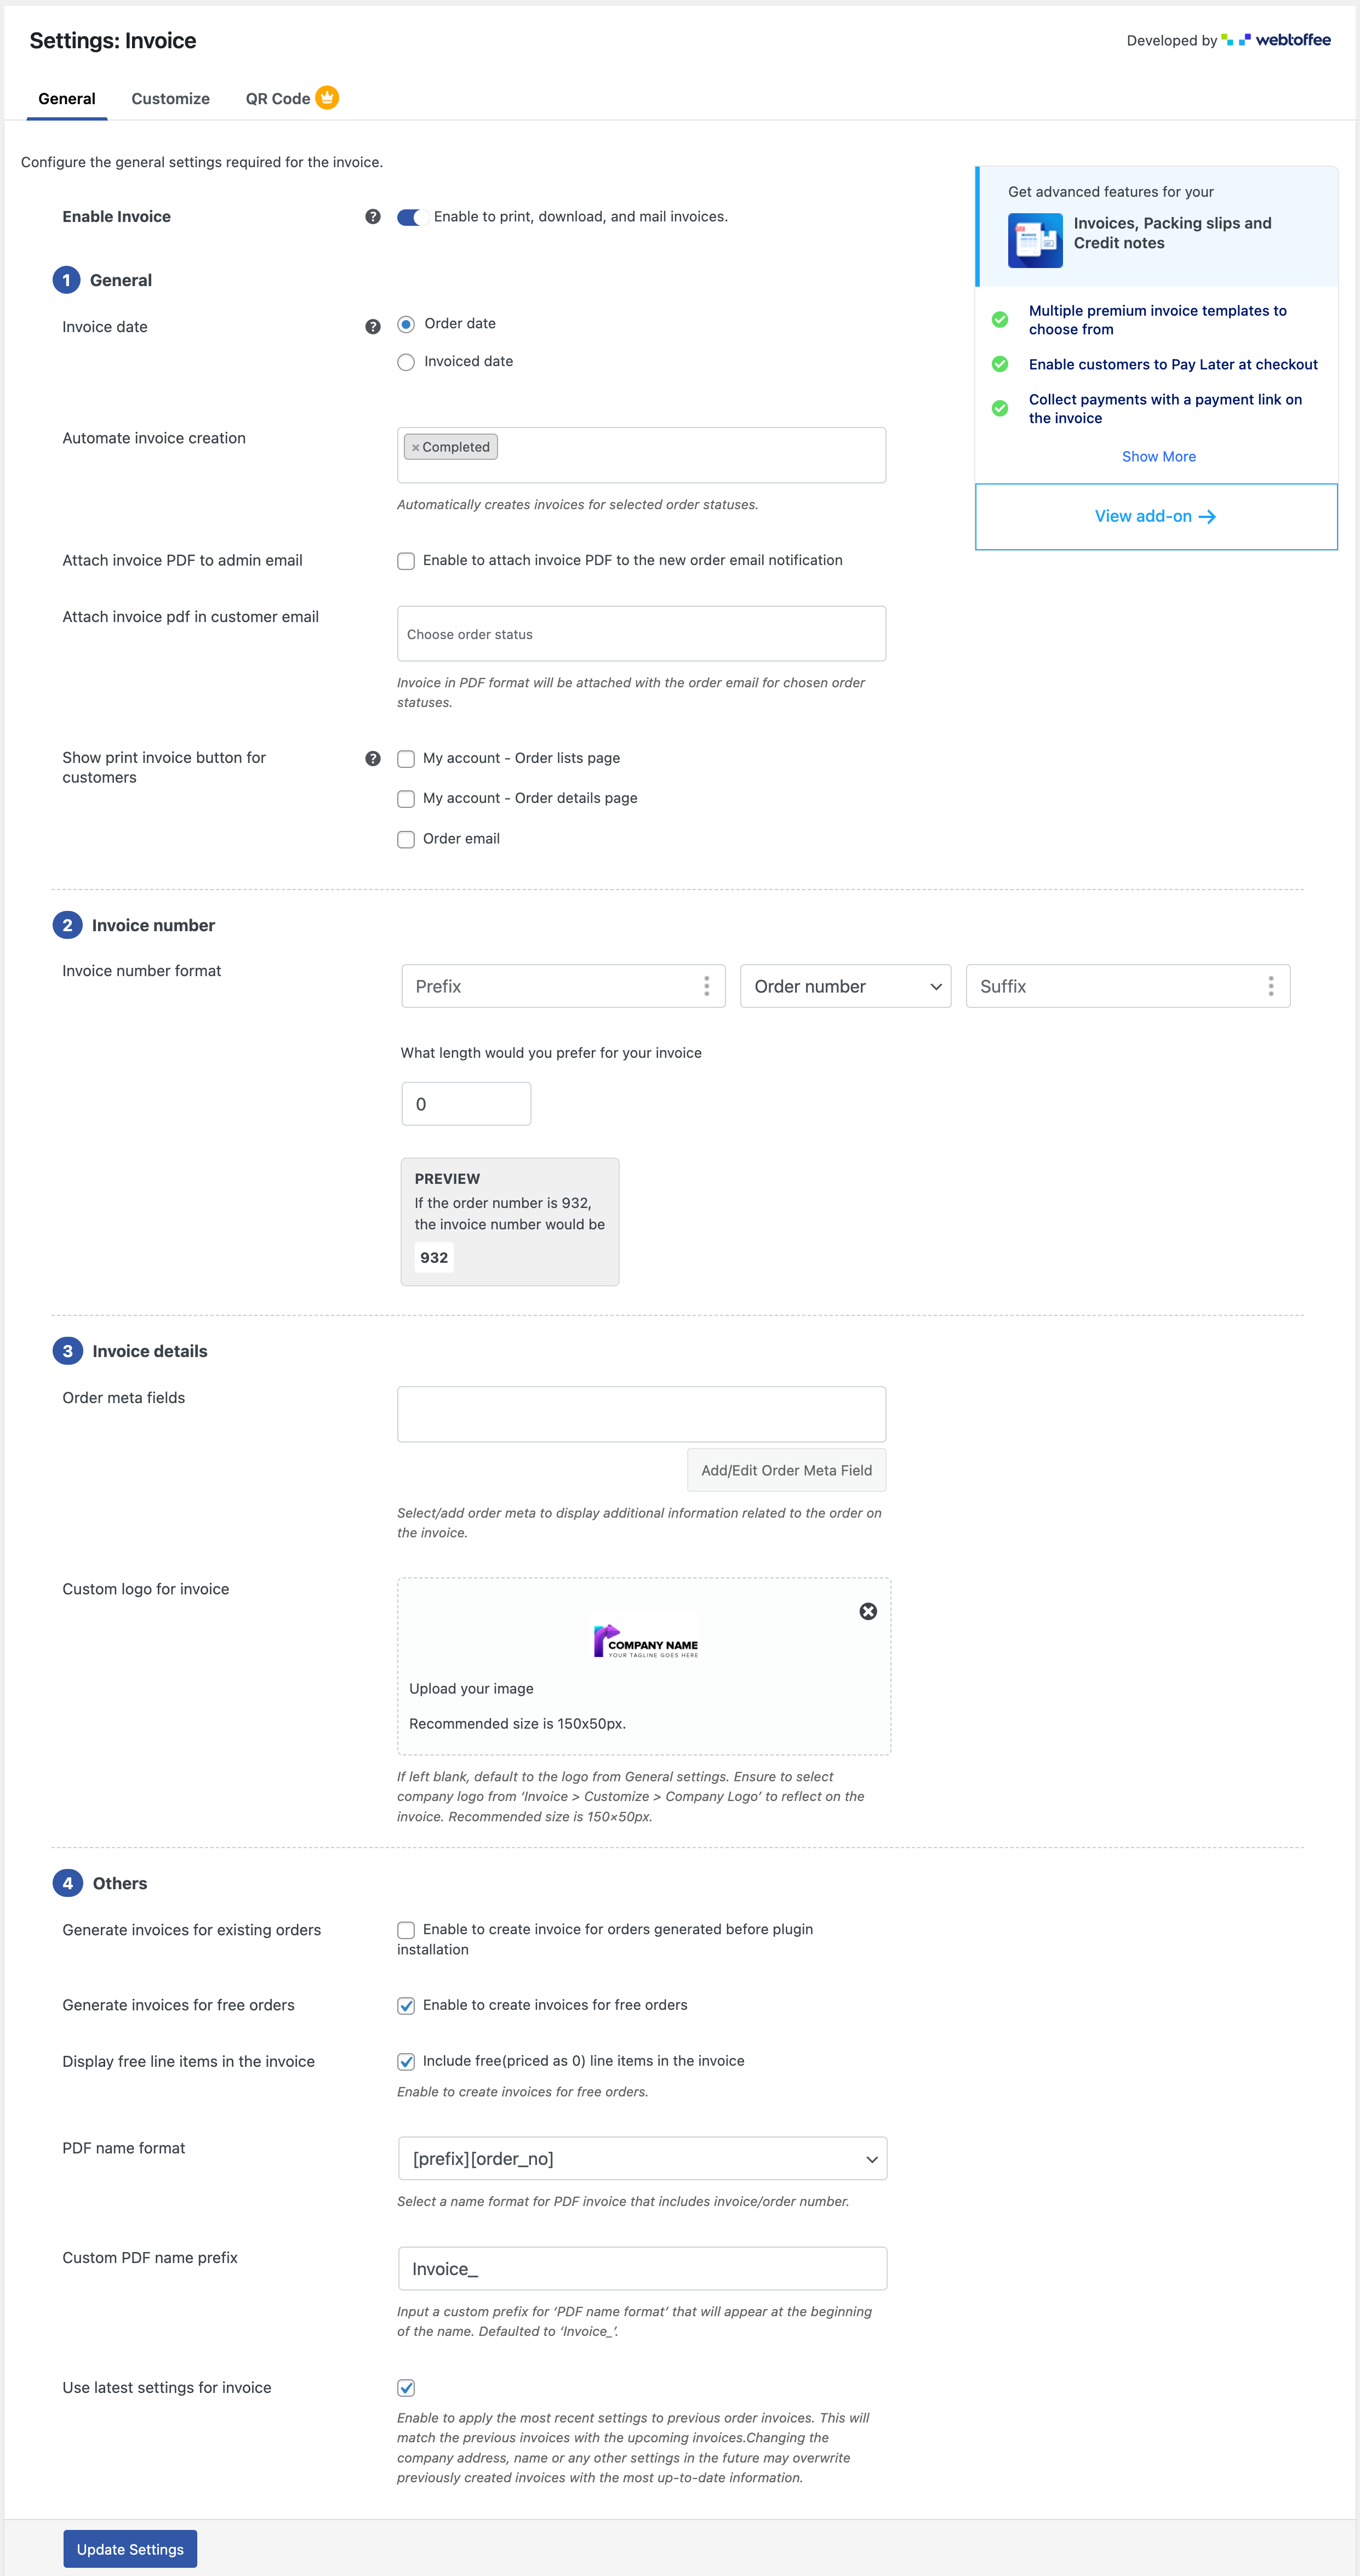 Settings: Invoice
Developed by webtoffee
General
Customize
QR Code
Configure the general settings required for the invoice.
Enable Invoice
? Enable to print, download, and mail invoices.
Get advanced features for your
INVOICE
Invoices, Packing slips and
Credit notes
Multiple premium invoice templates to
choose from
Enable customers to Pay Later at checkout
Collect payments with a payment link on
the invoice
Show More
View add-on →
1 General
Invoice date
? Order date
Invoiced date
Automate invoice creation
× Completed
Automatically creates invoices for selected order statuses.
Attach invoice PDF to admin email
Enable to attach invoice PDF to the new order email notification
Attach invoice pdf in customer email
Choose order status
Invoice in PDF format will be attached with the order email for chosen order
statuses.
Show print invoice button for
customers
? My account - Order lists page
My account - Order details page
Order email
2 Invoice number
Invoice number format
Prefix
Order number
Suffix
What length would you prefer for your invoice
0
PREVIEW
If the order number is 932,
the invoice number would be
932
3 Invoice details
Order meta fields
Add/Edit Order Meta Field
Select/add order meta to display additional information related to the order on
the invoice.
Custom logo for invoice
COMPANY NAME
YOUR TAGLINE GOES HERE
Upload your image
Recommended size is 150x50px.
If left blank, default to the logo from General settings. Ensure to select
company logo from ‘Invoice > Customize > Company Logo’ to reflect on the
invoice. Recommended size is 150×50px.
4 Others
Generate invoices for existing orders
Enable to create invoice for orders generated before plugin
installation
Generate invoices for free orders
Enable to create invoices for free orders
Display free line items in the invoice
Include free(priced as 0) line items in the invoice
Enable to create invoices for free orders.
PDF name format
[prefix][order_no]
Select a name format for PDF invoice that includes invoice/order number.
Custom PDF name prefix
Invoice_
Input a custom prefix for ‘PDF name format’ that will appear at the beginning
of the name. Defaulted to ‘Invoice_’.
Use latest settings for invoice
Enable to apply the most recent settings to previous order invoices. This will
match the previous invoices with the upcoming invoices.Changing the
company address, name or any other settings in the future may overwrite
previously created invoices with the most up-to-date information.
Update Settings